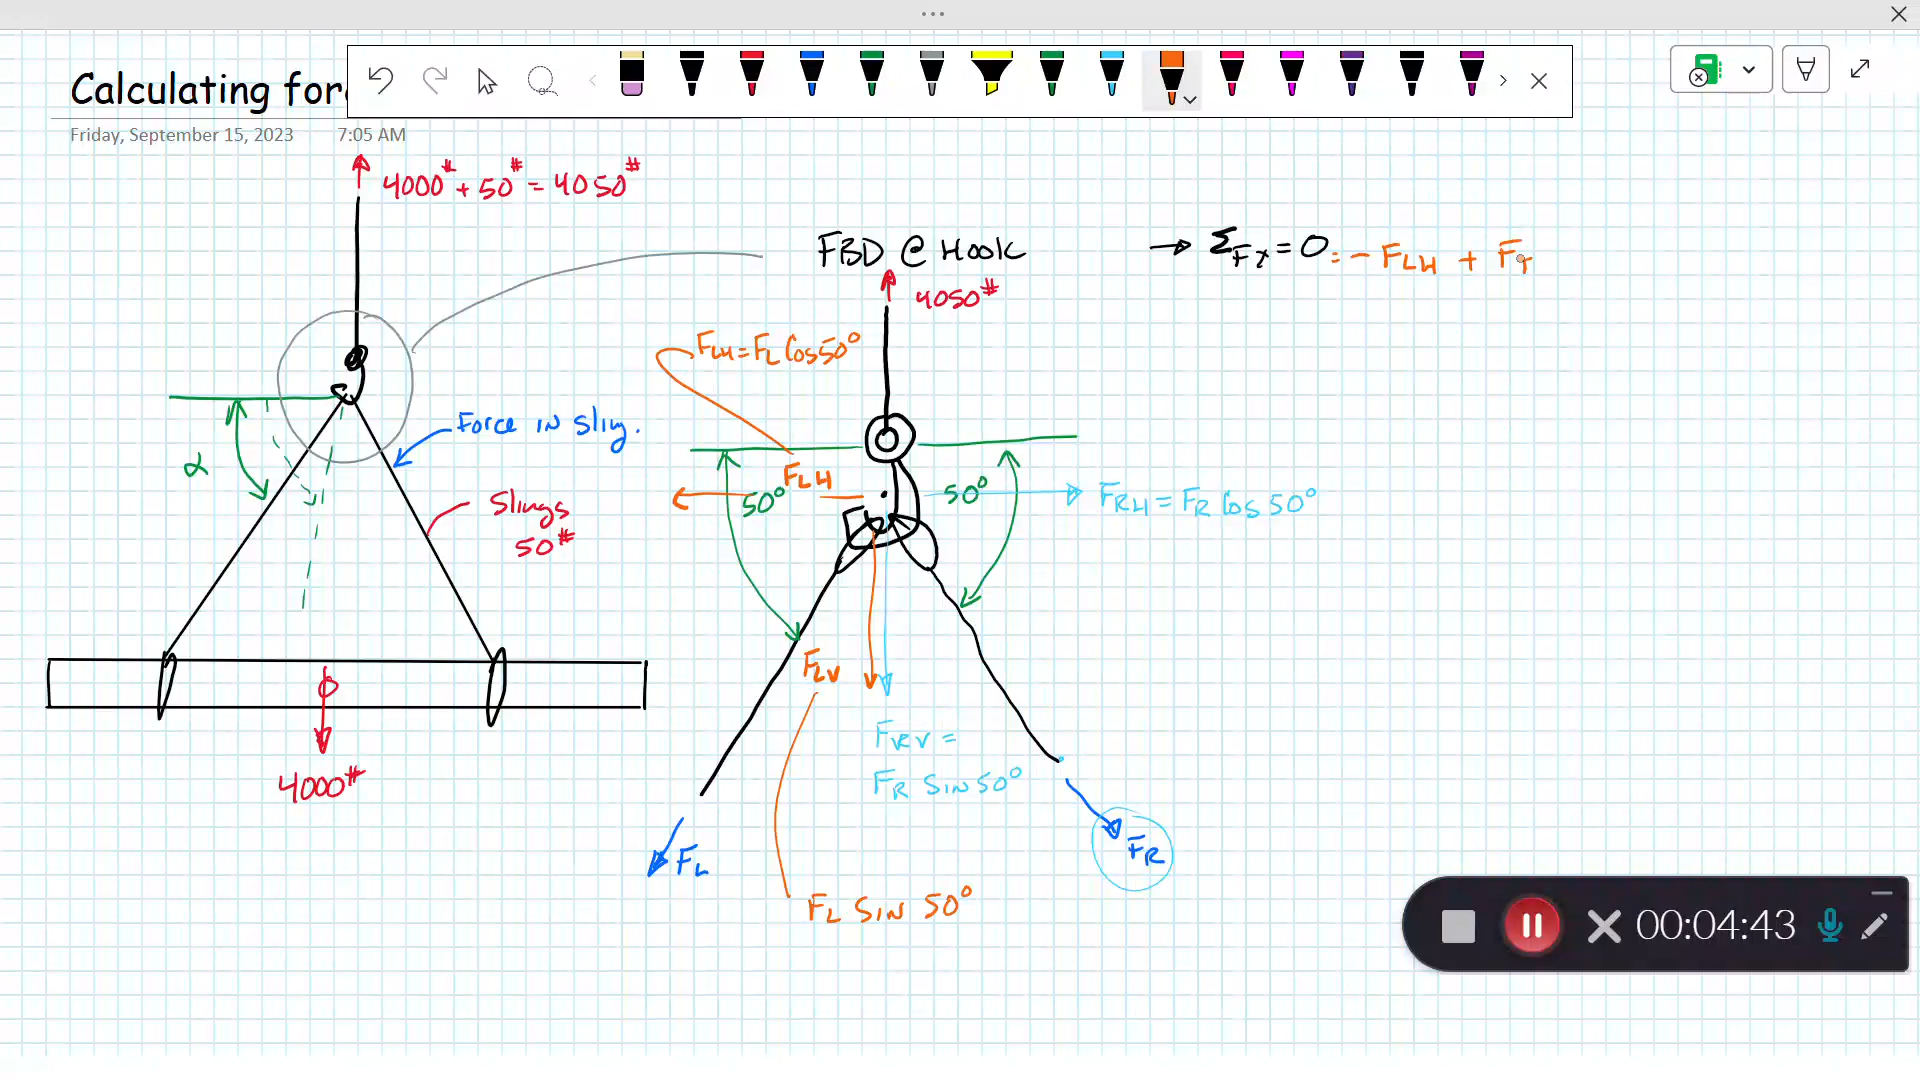 Calculating for
Friday, September 15, 2023 7:05 AM
4000# + 50# = 4050#
FBD @ Hook
→ ΣFx = 0 = - FLH + F
4050#
FLH = FL Cos 50°
Force in sling.
α
FLH
50°
50°
FRH = FR Cos 50°
Slings
50#
FLV
FRV =
FR Sin 50°
4000#
FR
FL
FL Sin 50°
00:04:43